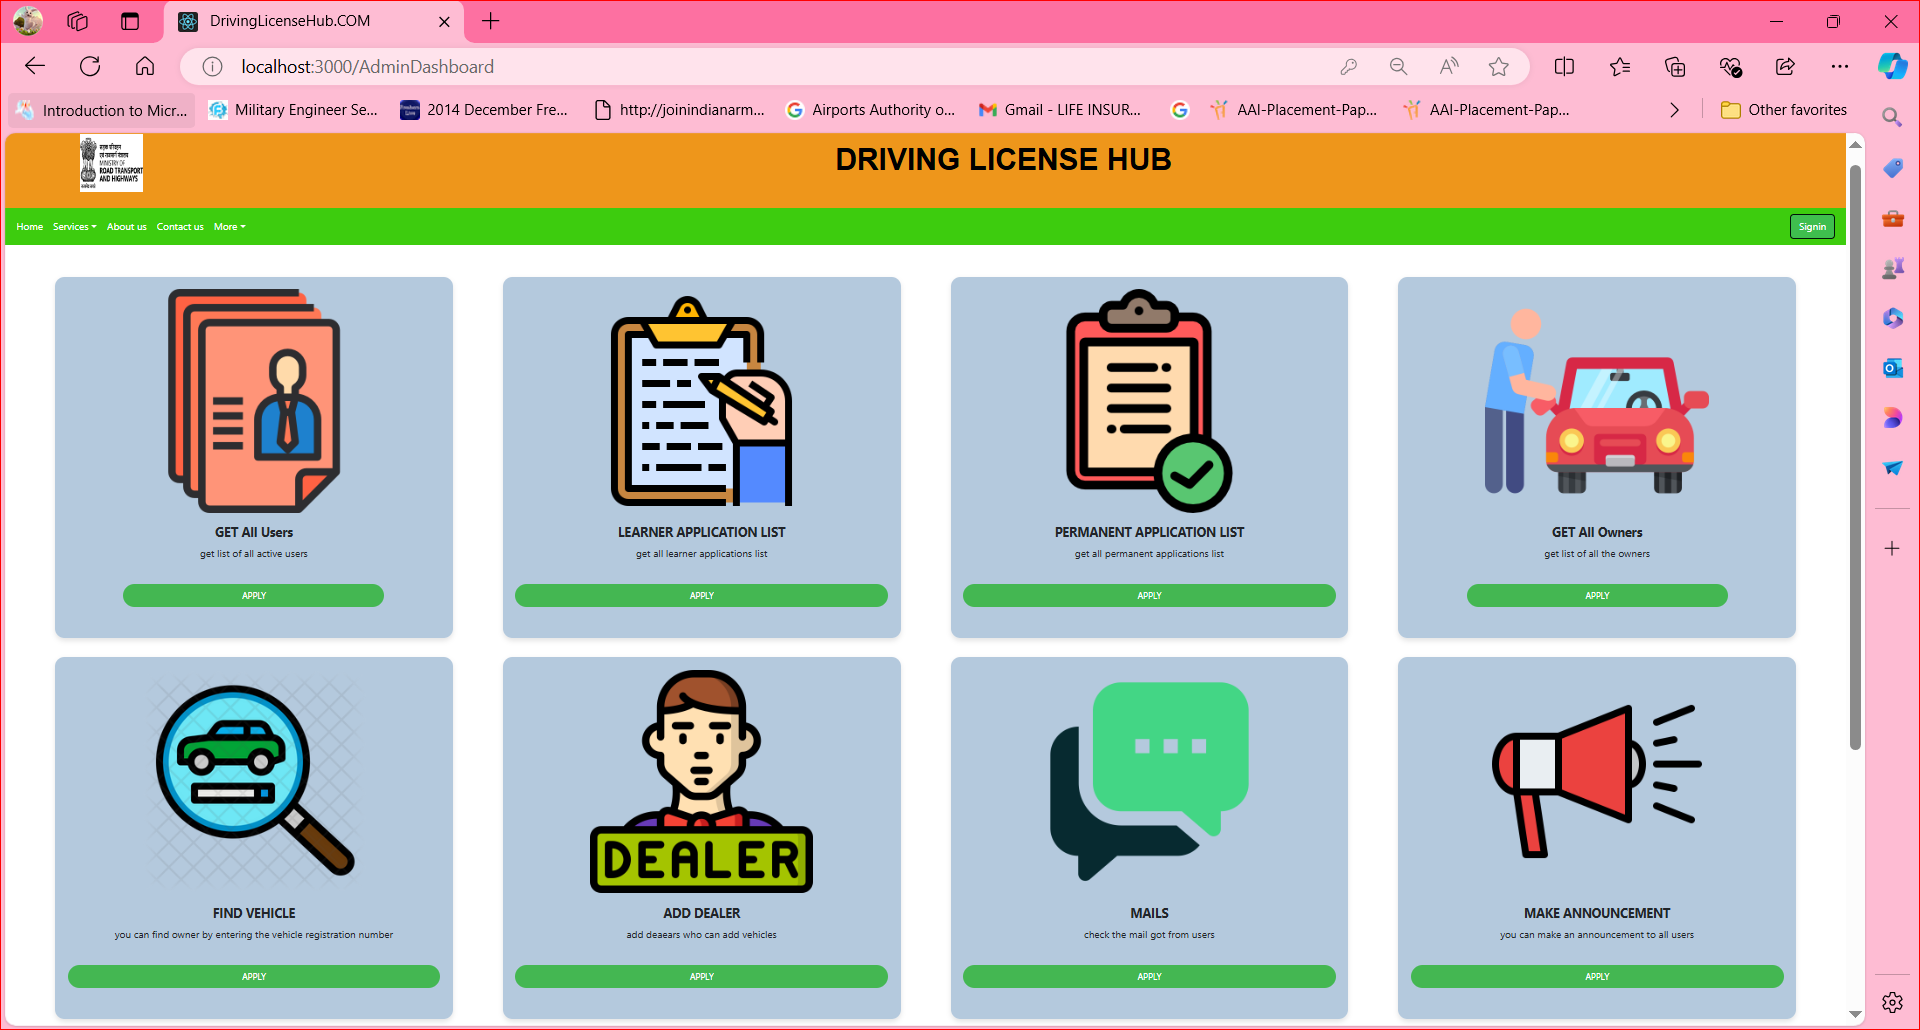 DrivingLicenseHub.COM
localhost:3000/AdminDashboard
Introduction to Micr...
Military Engineer Se...
2014 December Fre...
http://joinindianarm...
Airports Authority o...
Gmail - LIFE INSUR...
AAI-Placement-Pap...
AAI-Placement-Pap...
Other favorites
MINISTRY OF
ROAD TRANSPORT
AND HIGHWAYS
DRIVING LICENSE HUB
Home Services About us Contact us More
Signin
GET All Users
get list of all active users
APPLY
LEARNER APPLICATION LIST
get all learner applications list
APPLY
PERMANENT APPLICATION LIST
get all permanent applications list
APPLY
GET All Owners
get list of all the owners
APPLY
FIND VEHICLE
you can find owner by entering the vehicle registration number
APPLY
DEALER
ADD DEALER
add deaears who can add vehicles
APPLY
MAILS
check the mail got from users
APPLY
MAKE ANNOUNCEMENT
you can make an announcement to all users
APPLY